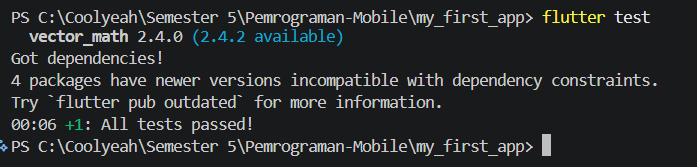 PS C:\Coolyeah\Semester 5\Pemrograman-Mobile\my_first_app> flutter test
  vector_math 2.4.0 (2.4.2 available)
Got dependencies!
4 packages have newer versions incompatible with dependency constraints.
Try `flutter pub outdated` for more information.
00:06 +1: All tests passed!
PS C:\Coolyeah\Semester 5\Pemrograman-Mobile\my_first_app>